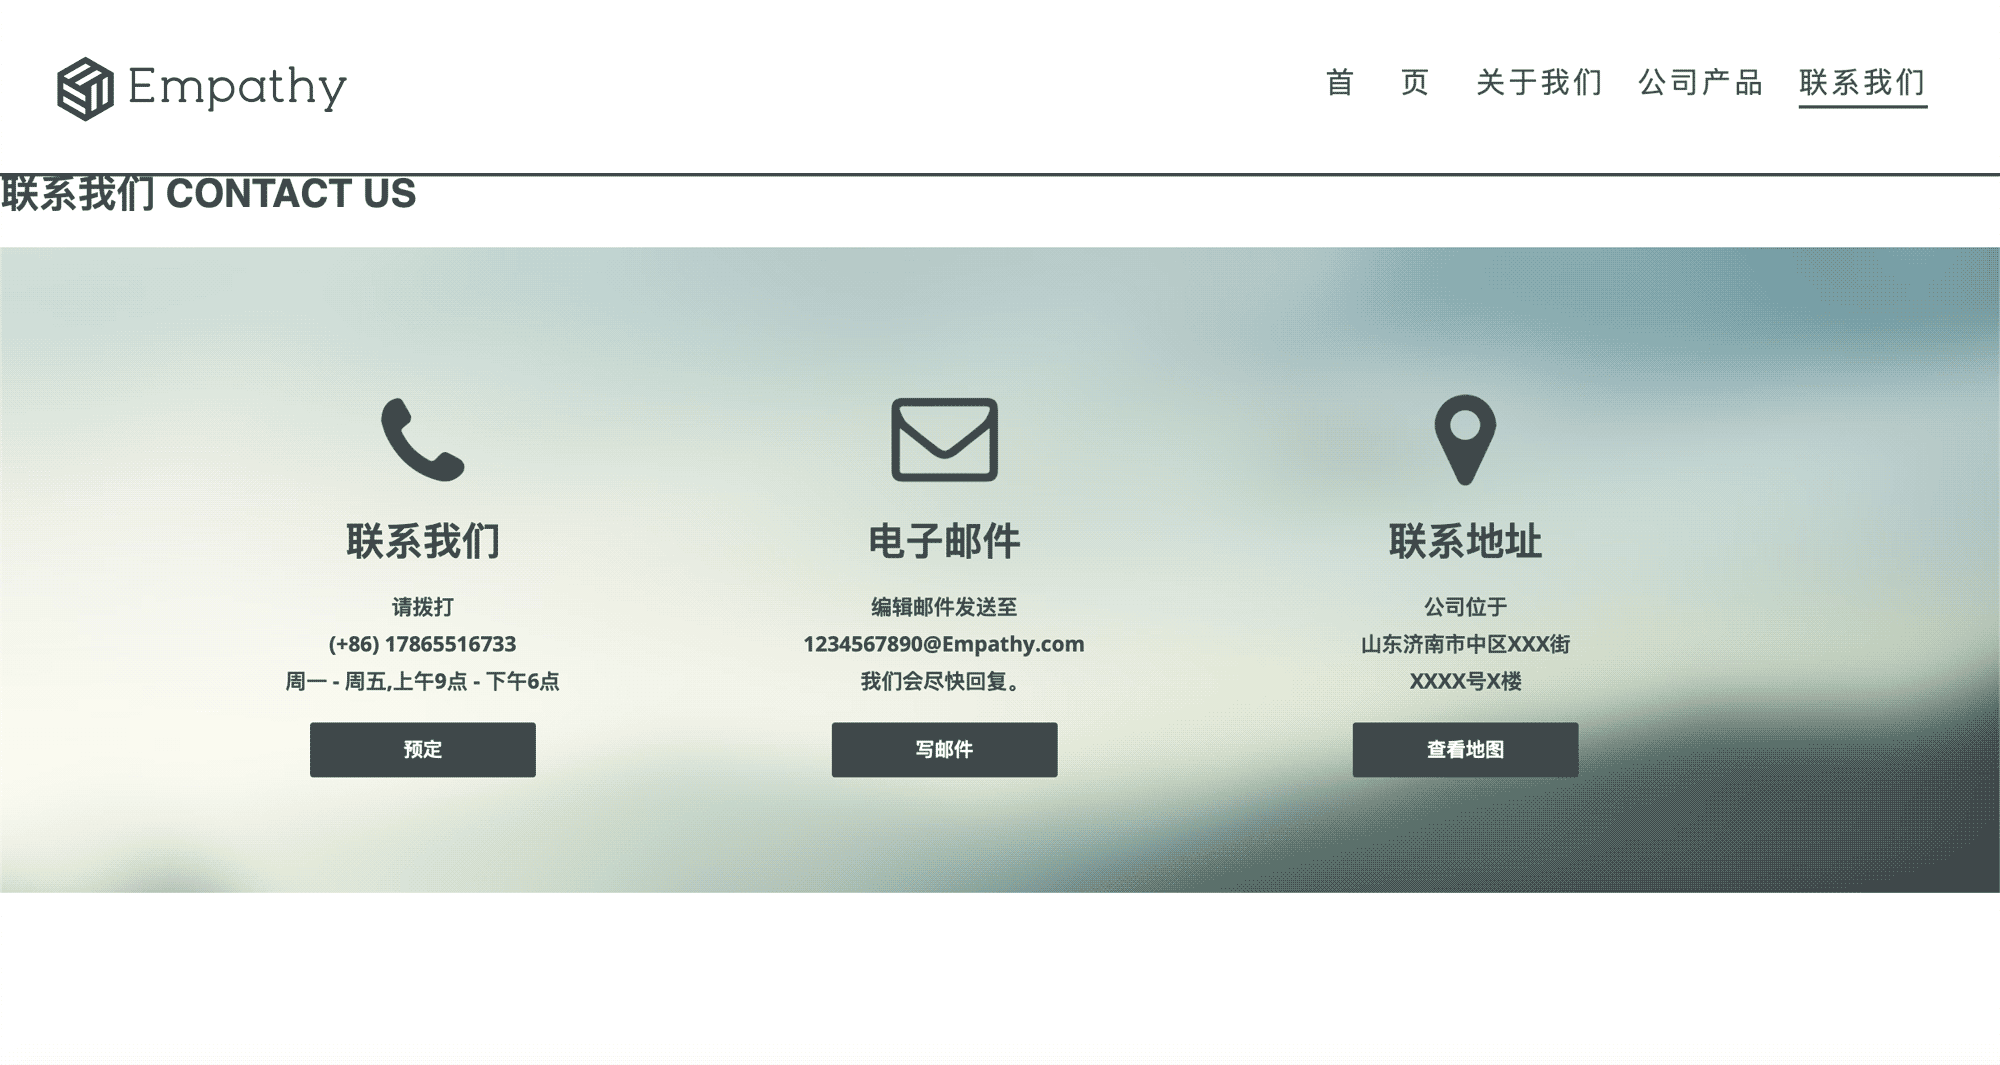 Empathy
首 页 关于我们 公司产品 联系我们
联系我们 CONTACT US
联系我们
请拨打
(+86) 17865516733
周一 - 周五,上午9点 - 下午6点
预定
电子邮件
编辑邮件发送至
1234567890@Empathy.com
我们会尽快回复。
写邮件
联系地址
公司位于
山东济南市中区XXX街
XXXX号X楼
查看地图